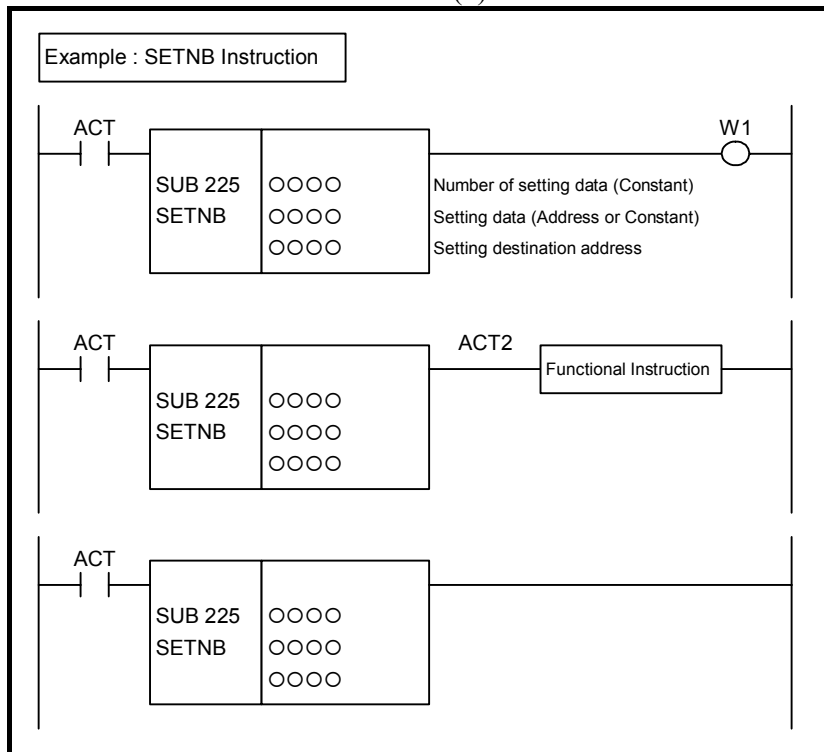 Example : SETNB Instruction
ACT W1
SUB 225 ○○○○ Number of setting data (Constant)
SETNB ○○○○ Setting data (Address or Constant)
○○○○ Setting destination address
ACT ACT2
Functional Instruction
SUB 225 ○○○○
SETNB ○○○○
○○○○
ACT
SUB 225 ○○○○
SETNB ○○○○
○○○○